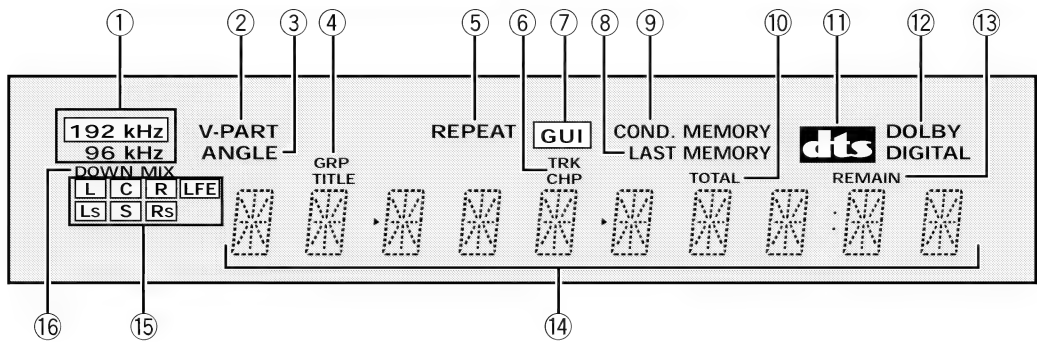 ① ② ③ ④ ⑤ ⑥ ⑦ ⑧ ⑨ ⑩ ⑪ ⑫ ⑬
192 kHz V-PART REPEAT GUI COND. MEMORY dts DOLBY
96 kHz ANGLE LAST MEMORY DIGITAL
GRP TRK
DOWN MIX TITLE CHP TOTAL REMAIN
L C R LFE
LS S RS
⑯ ⑮ ⑭